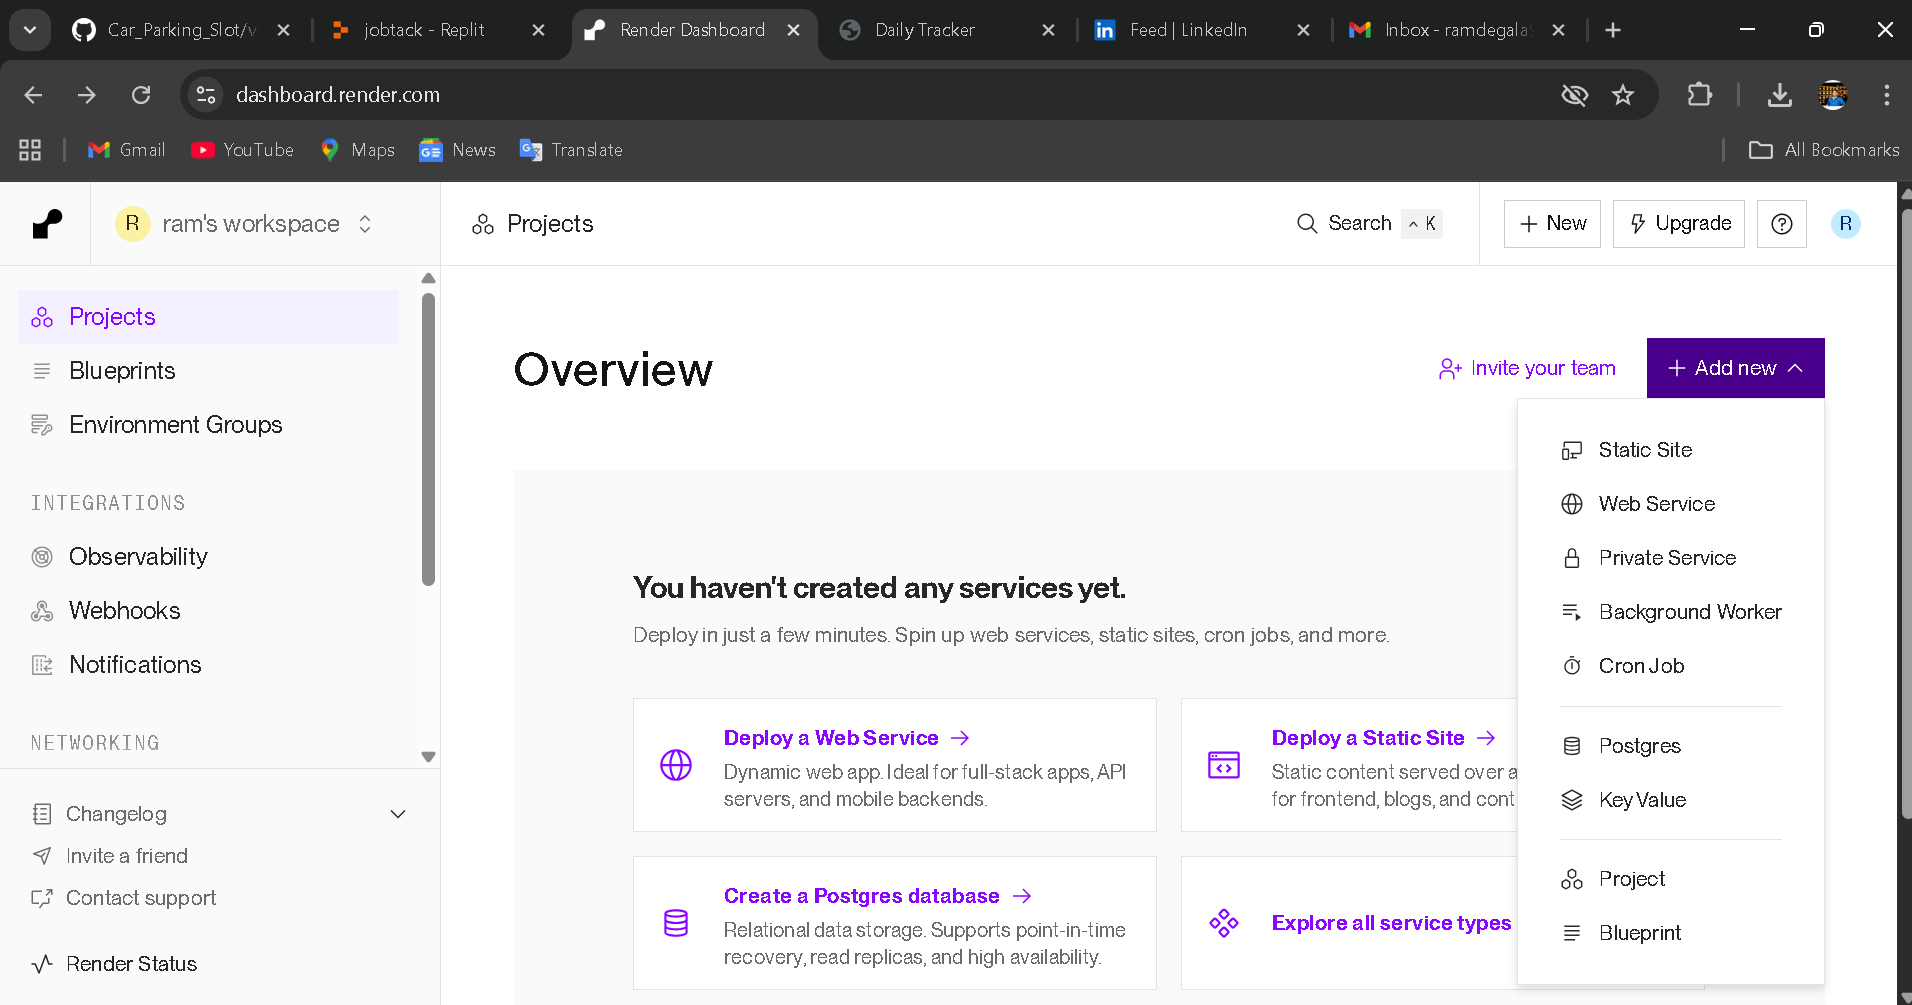 Car_Parking_Slot/v
jobtack - Replit
Render Dashboard
Daily Tracker
Feed | LinkedIn
Inbox - ramdegala
dashboard.render.com
Gmail
YouTube
Maps
News
Translate
All Bookmarks
R
ram's workspace
Projects
Search
K
+ New
Upgrade
R
Projects
Blueprints
Environment Groups
INTEGRATIONS
Observability
Webhooks
Notifications
NETWORKING
Changelog
Invite a friend
Contact support
Render Status
Overview
Invite your team
+ Add new
Static Site
Web Service
Private Service
Background Worker
Cron Job
Postgres
Key Value
Project
Blueprint
You haven't created any services yet.
Deploy in just a few minutes. Spin up web services, static sites, cron jobs, and more.
Deploy a Web Service →
Dynamic web app. Ideal for full-stack apps, API
servers, and mobile backends.
Deploy a Static Site →
Static content served over a
for frontend, blogs, and cont
Create a Postgres database →
Relational data storage. Supports point-in-time
recovery, read replicas, and high availability.
Explore all service types